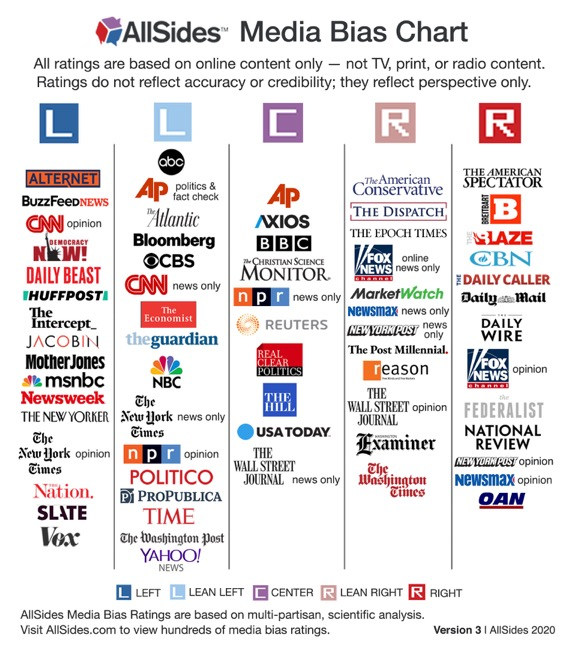 AllSides™ Media Bias Chart
All ratings are based on online content only — not TV, print, or radio content.
Ratings do not reflect accuracy or credibility; they reflect perspective only.
L
L
C
R
R
ALTERNET
BuzzFeedNEWS
CNN opinion
DEMOCRACY
NOW!
DAILY BEAST
IHUFFPOST
The
Intercept_
JACOBIN
Mother Jones
msnbc
Newsweek
THE NEW YORKER
The
New York opinion
Times
The Nation.
SLATE
Vox
abc
AP politics &
fact check
The Atlantic
Bloomberg
CBS
CNN news only
The
Economist
theguardian
NBC
The
New York news only
Times
npr opinion
POLITICO
PROPUBLICA
TIME
The Washington Post
YAHOO!
NEWS
AP
AXIOS
BBC
The CHRISTIAN SCIENCE
MONITOR
npr news only
REUTERS
REAL
CLEAR
POLITICS
THE
HILL
USA TODAY
THE
WALL STREET
JOURNAL news only
The American
Conservative
THE DISPATCH
THE EPOCH TIMES
FOX
NEWS
channel
online
news only
MarketWatch
Newsmax news only
NEW YORK POST news
only
The Post Millennial.
reason
THE
WALL STREET opinion
JOURNAL
WASHINGTON
Examiner
The
Washington
Times
THE AMERICAN
SPECTATOR
BREITBART B
THE BLAZE
CBN
THE DAILY CALLER
Daily Mail
THE
DAILY
WIRE
FOX
NEWS
channel
opinion
THE
FEDERALIST
NATIONAL
REVIEW
NEW YORK POST opinion
Newsmax opinion
OAN
L LEFT L LEAN LEFT C CENTER R LEAN RIGHT R RIGHT
AllSides Media Bias Ratings are based on multi-partisan, scientific analysis.
Visit AllSides.com to view hundreds of media bias ratings.
Version 3 | AllSides 2020